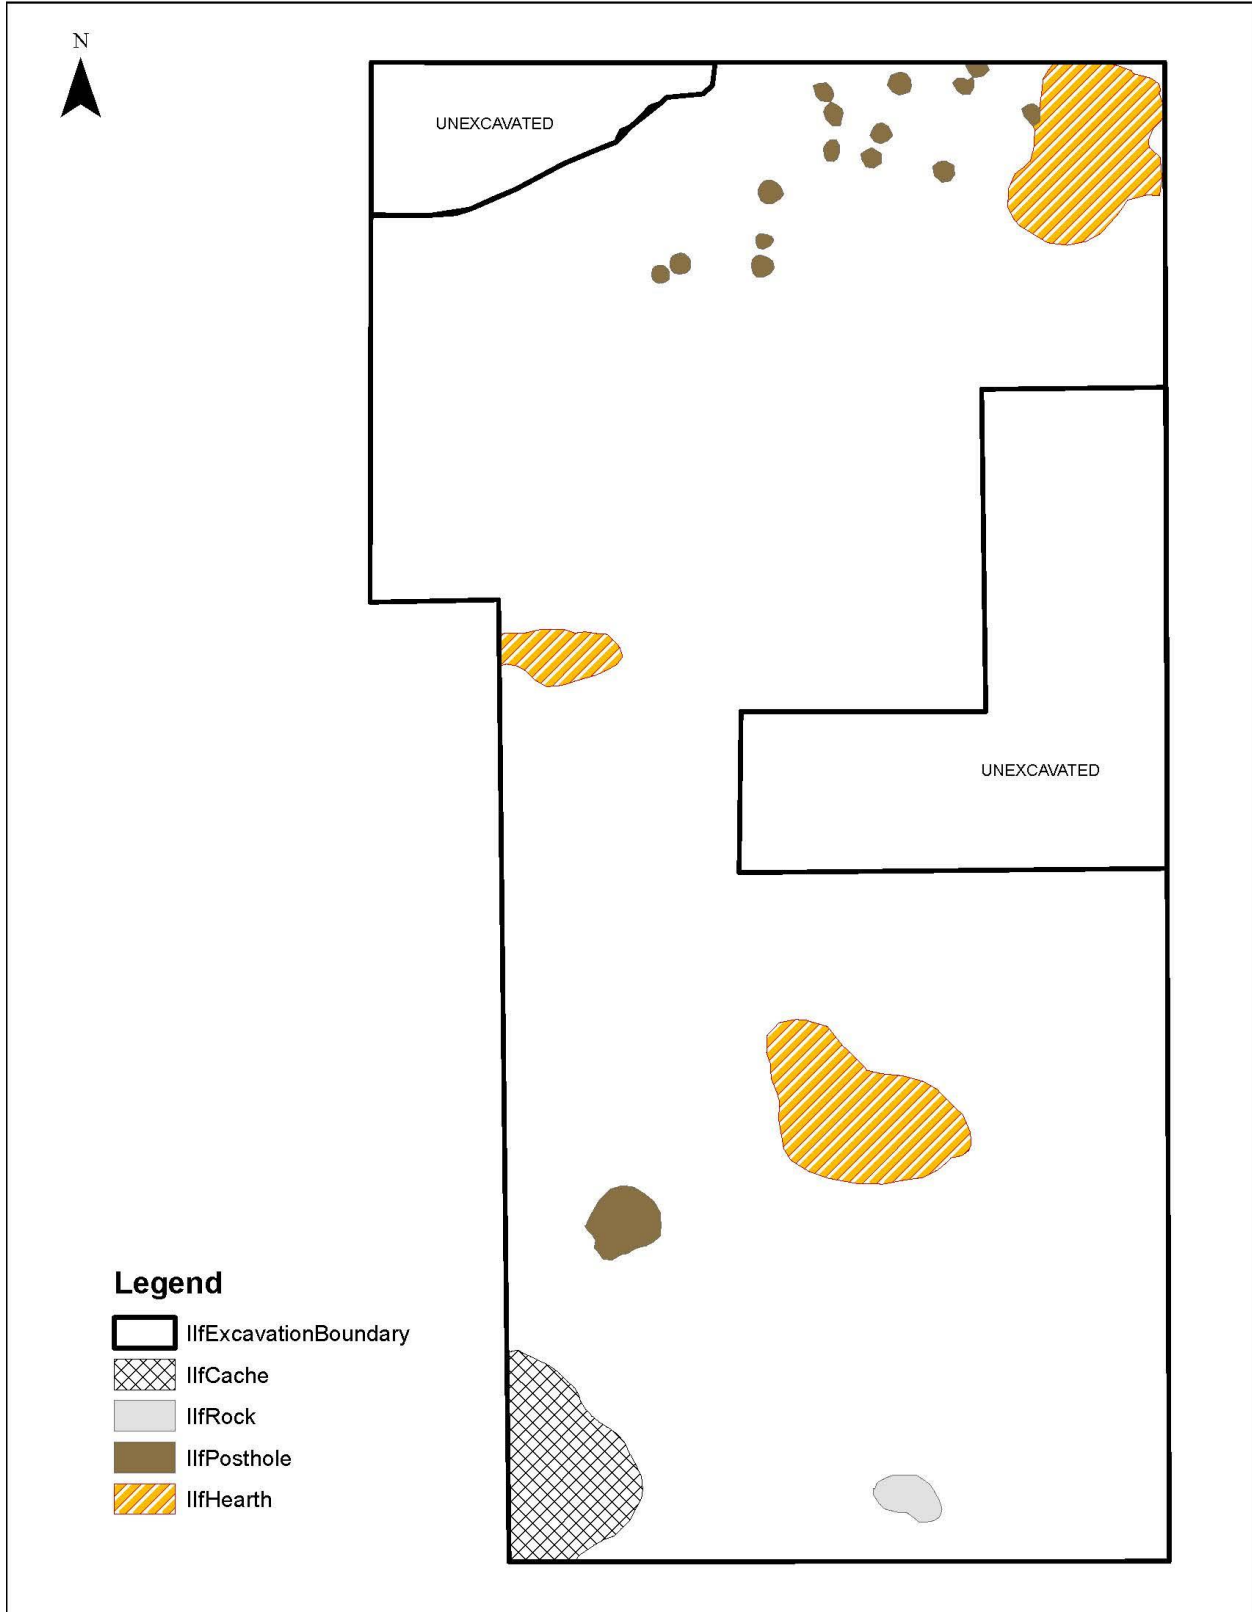 N
UNEXCAVATED
UNEXCAVATED
Legend
IIfExcavationBoundary
IIfCache
IIfRock
IIfPosthole
IIfHearth